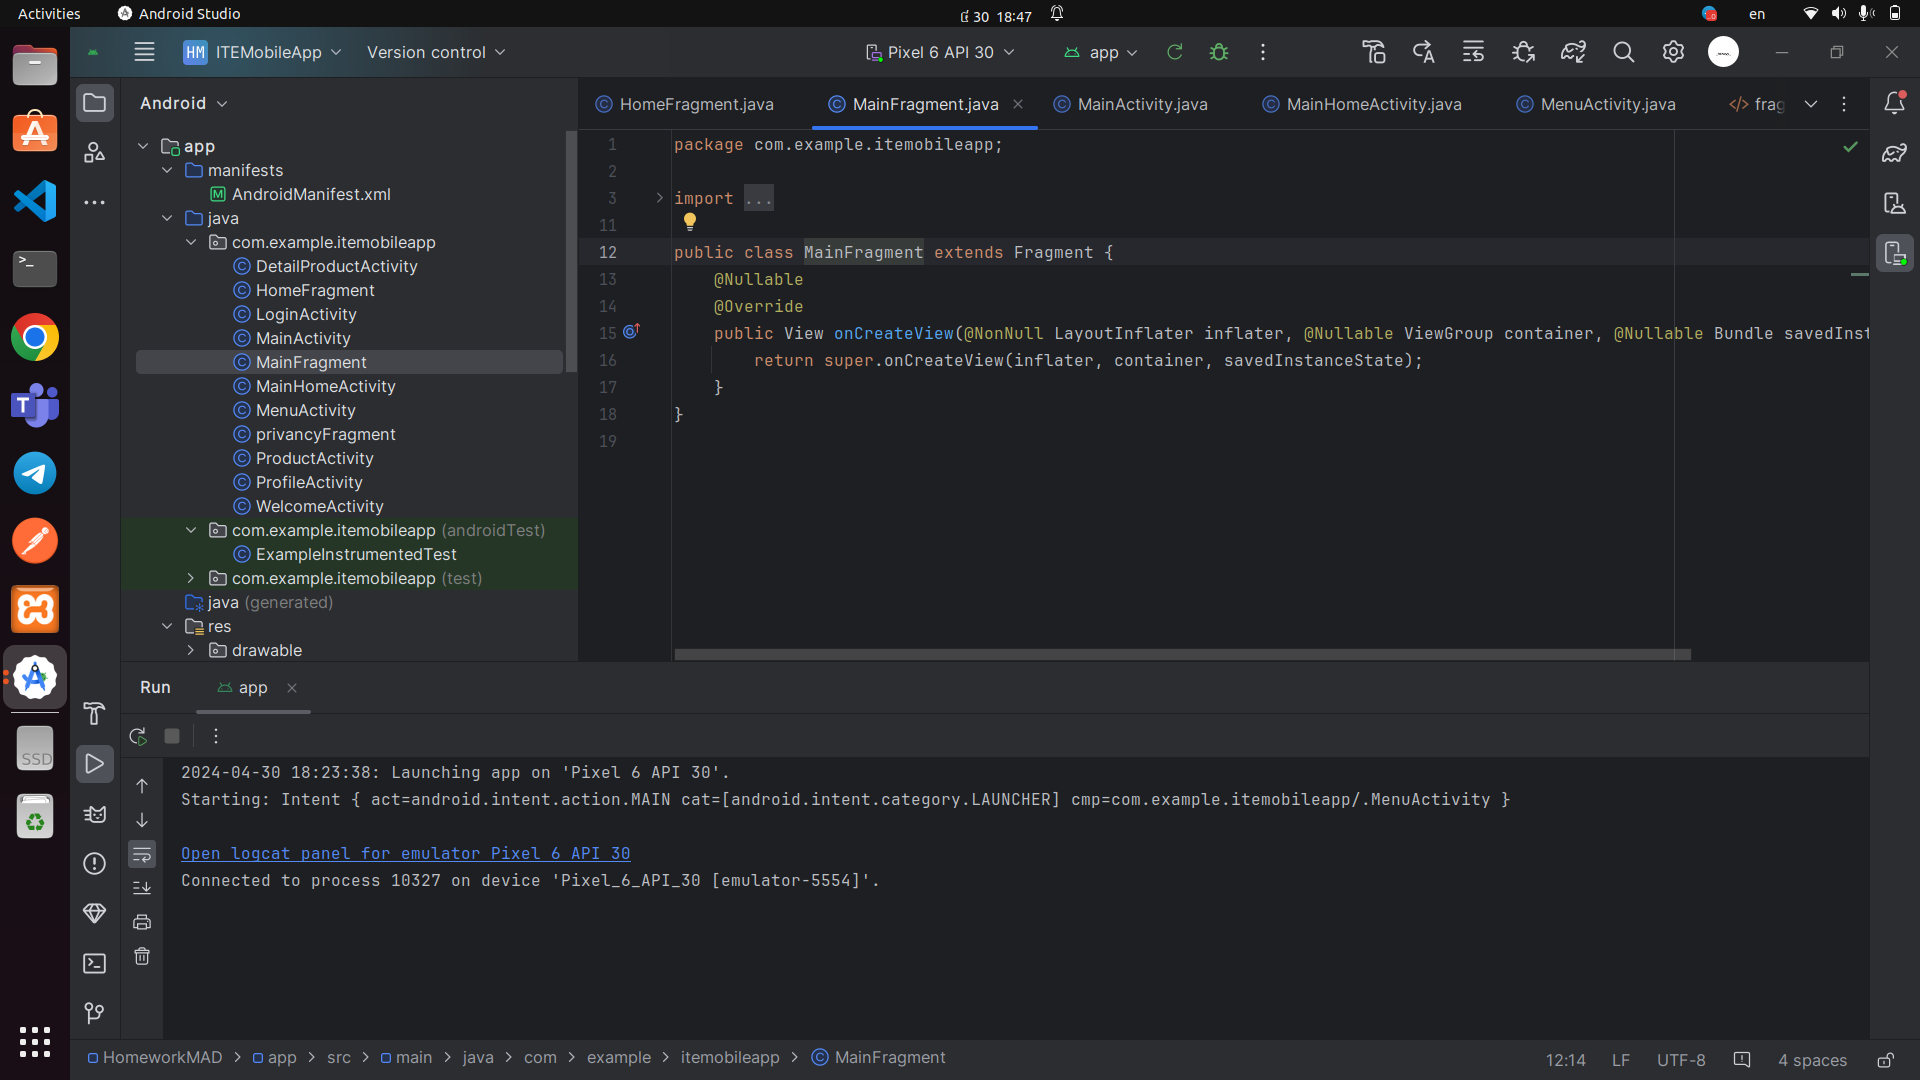 Activities
Android Studio
30 18:47
en
HM ITEMobileApp
Version control
Pixel 6 API 30
app
Android
HomeFragment.java
MainFragment.java
MainActivity.java
MainHomeActivity.java
MenuActivity.java
</> frag
app
manifests
M AndroidManifest.xml
java
com.example.itemobileapp
C DetailProductActivity
C HomeFragment
C LoginActivity
C MainActivity
C MainFragment
C MainHomeActivity
C MenuActivity
C privancyFragment
C ProductActivity
C ProfileActivity
C WelcomeActivity
com.example.itemobileapp (androidTest)
C ExampleInstrumentedTest
com.example.itemobileapp (test)
java (generated)
res
drawable
1 package com.example.itemobileapp;
2
3 import ...
11
12 public class MainFragment extends Fragment {
13 @Nullable
14 @Override
15 public View onCreateView(@NonNull LayoutInflater inflater, @Nullable ViewGroup container, @Nullable Bundle savedInst
16 return super.onCreateView(inflater, container, savedInstanceState);
17 }
18 }
19
Run
app
2024-04-30 18:23:38: Launching app on 'Pixel 6 API 30'.
Starting: Intent { act=android.intent.action.MAIN cat=[android.intent.category.LAUNCHER] cmp=com.example.itemobileapp/.MenuActivity }
Open logcat panel for emulator Pixel 6 API 30
Connected to process 10327 on device 'Pixel_6_API_30 [emulator-5554]'.
SSD
HomeworkMAD > app > src > main > java > com > example > itemobileapp > MainFragment
12:14
LF
UTF-8
4 spaces